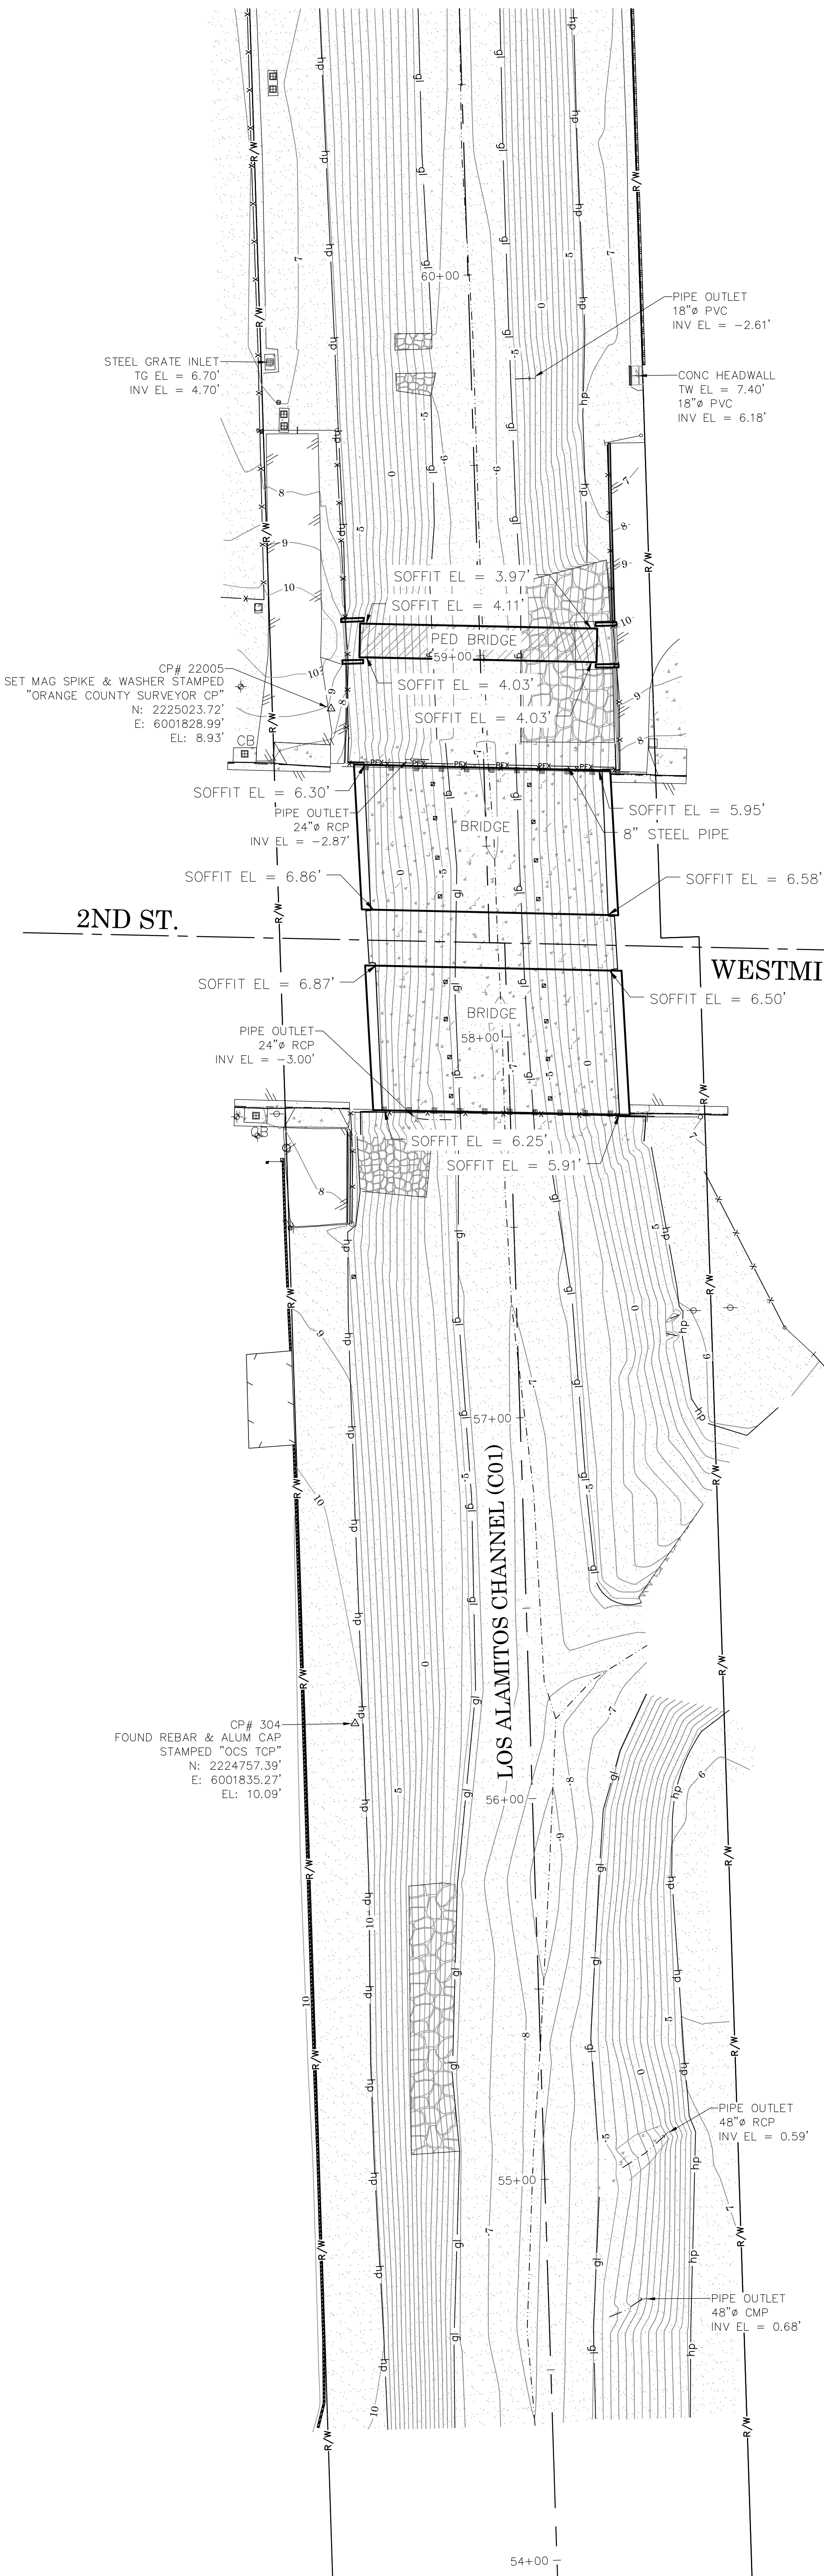 60+00
PIPE OUTLET
18"ø PVC
INV EL = −2.61'
STEEL GRATE INLET
TG EL = 6.70'
INV EL = 4.70'
CONC HEADWALL
TW EL = 7.40'
18"ø PVC
INV EL = 6.18'
SOFFIT EL = 3.97'
SOFFIT EL = 4.11'
PED BRIDGE
59+00
CP# 22005
SET MAG SPIKE & WASHER STAMPED
"ORANGE COUNTY SURVEYOR CP"
N: 2225023.72'
E: 6001828.99'
EL: 8.93'
SOFFIT EL = 4.03'
SOFFIT EL = 4.03'
CB
SOFFIT EL = 6.30'
SOFFIT EL = 5.95'
PIPE OUTLET
24"ø RCP
INV EL = −2.87'
BRIDGE
8" STEEL PIPE
SOFFIT EL = 6.86'
SOFFIT EL = 6.58'
2ND ST.
WESTMI
SOFFIT EL = 6.87'
SOFFIT EL = 6.50'
BRIDGE
PIPE OUTLET
24"ø RCP
INV EL = −3.00'
58+00
CB
SOFFIT EL = 6.25'
SOFFIT EL = 5.91'
57+00
LOS ALAMITOS CHANNEL (C01)
CP# 304
FOUND REBAR & ALUM CAP
STAMPED "OCS TCP"
N: 2224757.39'
E: 6001835.27'
EL: 10.09'
56+00
PIPE OUTLET
48"ø RCP
INV EL = 0.59'
55+00
PIPE OUTLET
48"ø CMP
INV EL = 0.68'
54+00